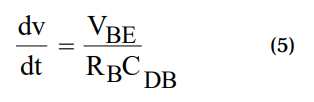 dv/dt = V_BE / R_B C_DB (5)